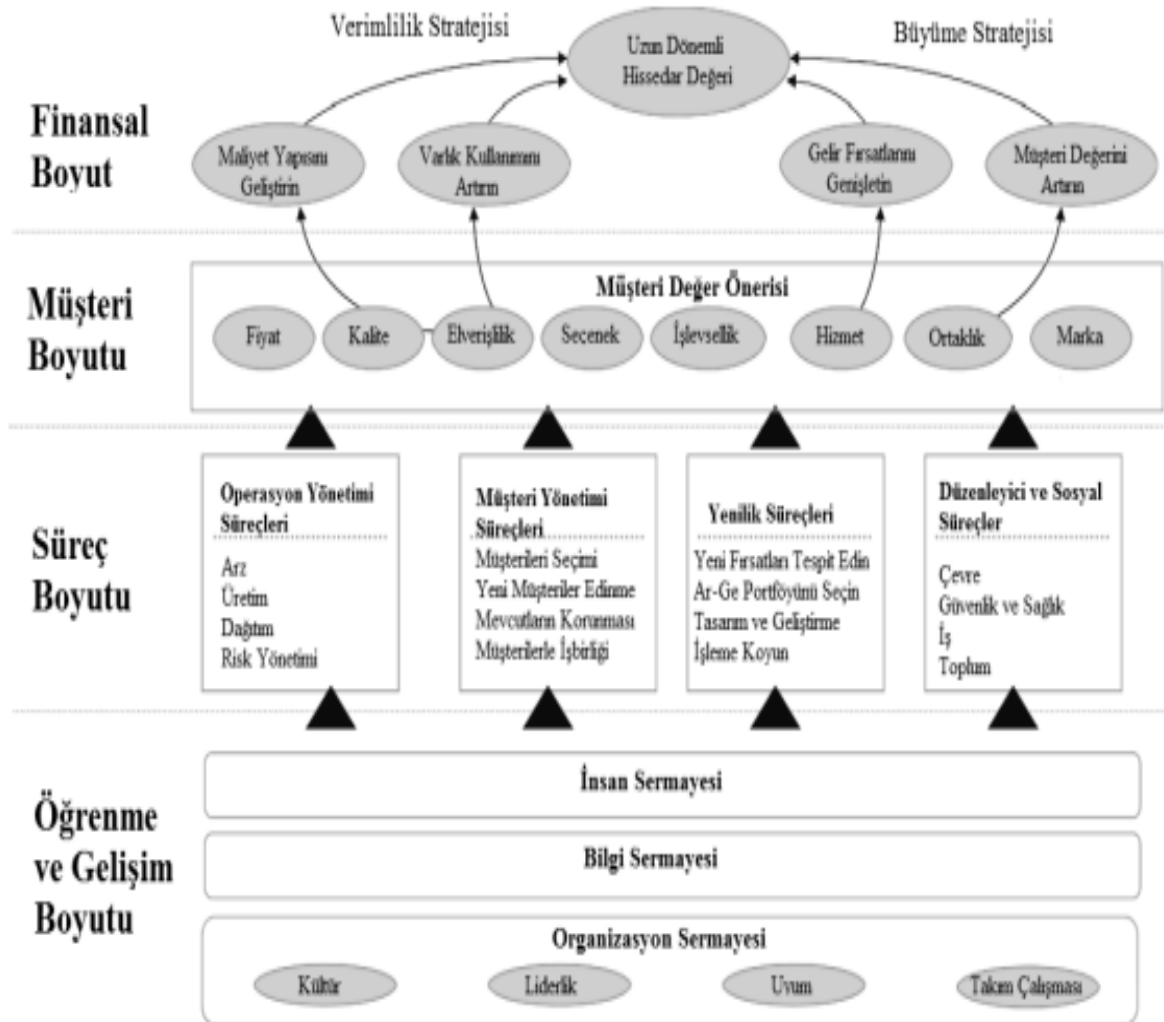 Verimlilik Stratejisi
Büyüme Stratejisi
Uzun Dönemli
Hissedar Değeri
Finansal
Boyut
Maliyet Yapısını
Geliştirin
Varlık Kullanımını
Artırın
Gelir Fırsatlarını
Genişletin
Müşteri Değerini
Artırın
Müşteri
Boyutu
Müşteri Değer Önerisi
Fiyat
Kalite
Elverişlilik
Seçenek
İşlevsellik
Hizmet
Ortaklık
Marka
Süreç
Boyutu
Operasyon Yönetimi
Süreçleri
Arz
Üretim
Dağıtım
Risk Yönetimi
Müşteri Yönetimi
Süreçleri
Müşterileri Seçimi
Yeni Müşteriler Edinme
Mevcutların Korunması
Müşterilerle İşbirliği
Yenilik Süreçleri
Yeni Fırsatları Tespit Edin
Ar-Ge Portföyünü Seçin
Tasarım ve Geliştirme
İşleme Koyun
Düzenleyici ve Sosyal
Süreçler
Çevre
Güvenlik ve Sağlık
İş
Toplum
Öğrenme
ve Gelişim
Boyutu
İnsan Sermayesi
Bilgi Sermayesi
Organizasyon Sermayesi
Kültür
Liderlik
Uyum
Takım Çalışması